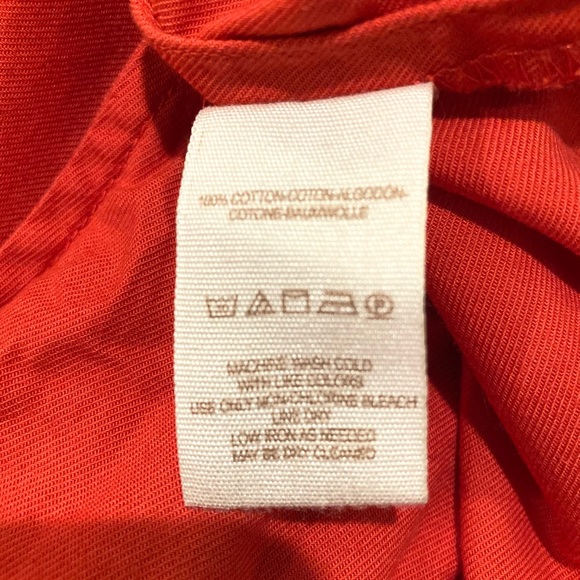 100% COTTON-COTON-ALGODÓN-
COTONE-BAUMWOLLE
MACHINE WASH COLD
WITH LIKE COLORS
USE ONLY NON-CHLORINE BLEACH
LINE DRY
LOW IRON AS NEEDED
MAY BE DRY CLEANED